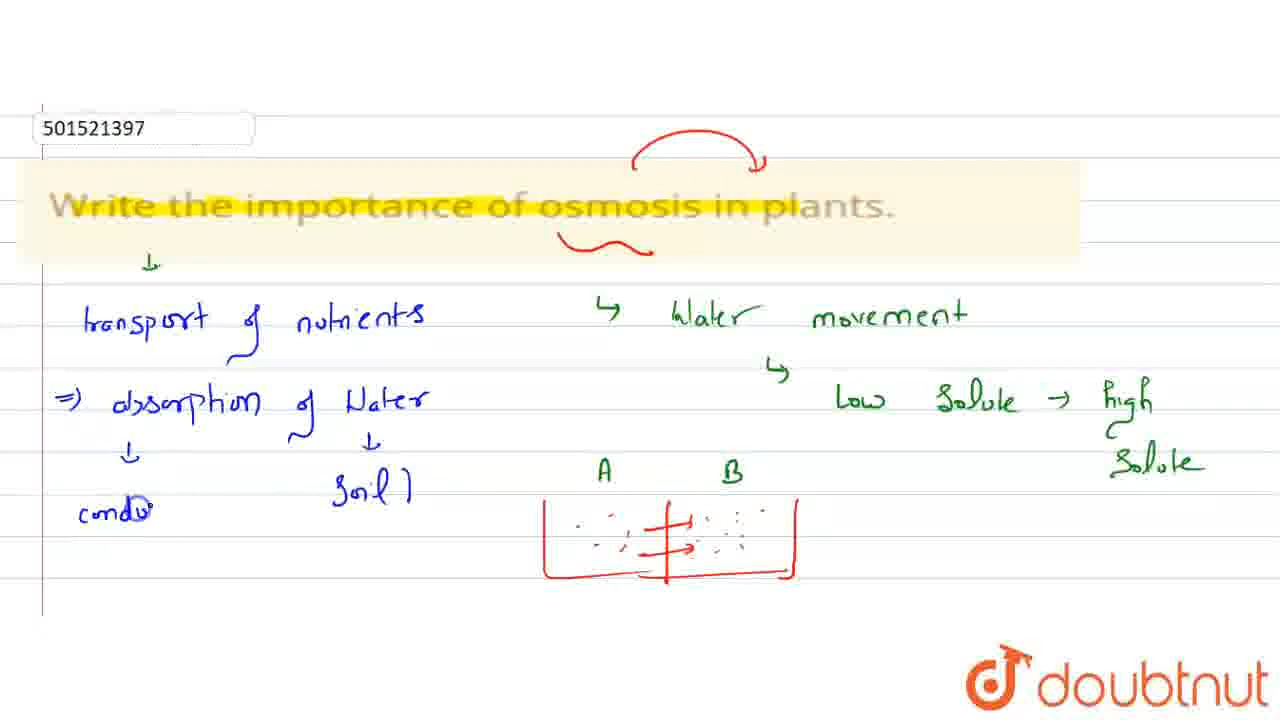 501521397
Write the importance of osmosis in plants.
↓
transport of nutrients
↳ Water movement
⇒ absorption of Water
↳ Low Solute → high
Solute
↓ ↓
Soil)
A B
doubtnut